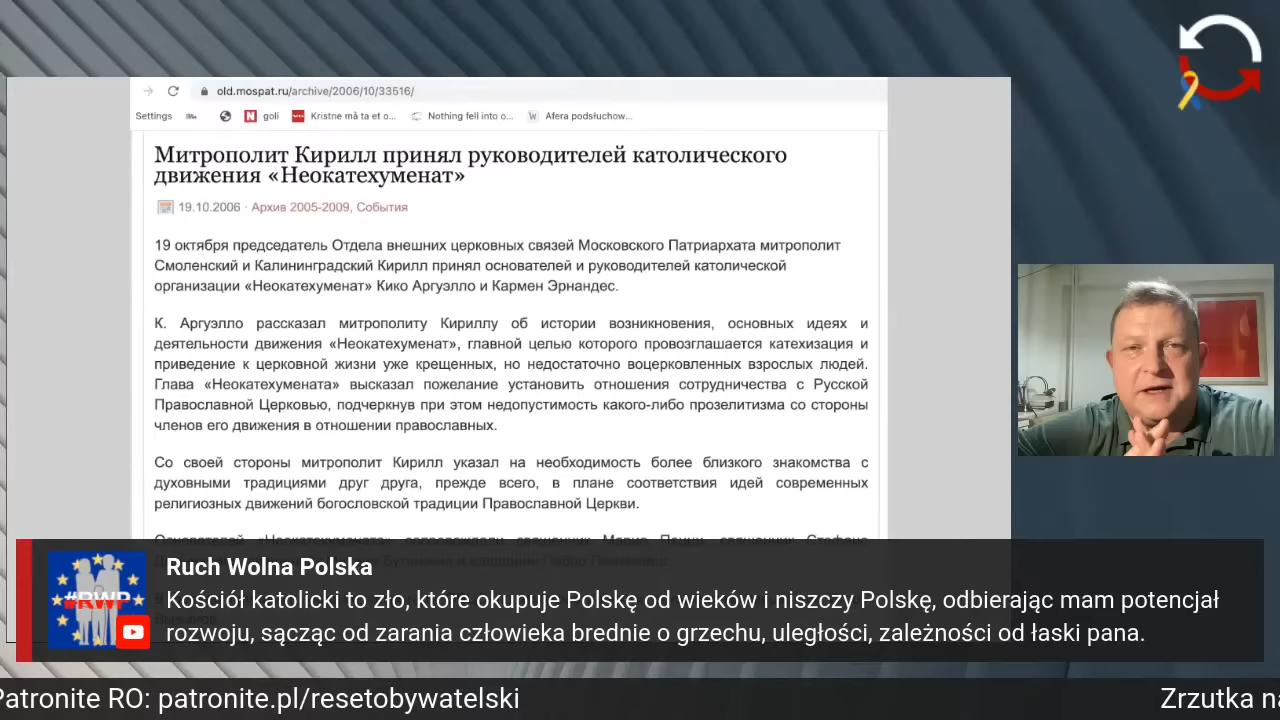 old.mospat.ru/archive/2006/10/33516/
Settings
goli
Kristne må ta et o...
Nothing fell into o...
W Afera podsłuchow...
Митрополит Кирилл принял руководителей католического
движения «Неокатехуменат»
19.10.2006 · Архив 2005-2009, События
19 октября председатель Отдела внешних церковных связей Московского Патриархата митрополит
Смоленский и Калининградский Кирилл принял основателей и руководителей католической
организации «Неокатехуменат» Кико Аргуэлло и Кармен Эрнандес.
К. Аргуэлло рассказал митрополиту Кириллу об истории возникновения, основных идеях и
деятельности движения «Неокатехуменат», главной целью которого провозглашается катехизация и
приведение к церковной жизни уже крещенных, но недостаточно воцерковленных взрослых людей.
Глава «Неокатехумената» высказал пожелание установить отношения сотрудничества с Русской
Православной Церковью, подчеркнув при этом недопустимость какого-либо прозелитизма со стороны
членов его движения в отношении православных.
Со своей стороны митрополит Кирилл указал на необходимость более близкого знакомства с
духовными традициями друг друга, прежде всего, в плане соответствия идей современных
религиозных движений богословской традиции Православной Церкви.
#RWP
Ruch Wolna Polska
Kościół katolicki to zło, które okupuje Polskę od wieków i niszczy Polskę, odbierając mam potencjał
rozwoju, sącząc od zarania człowieka brednie o grzechu, uległości, zależności od łaski pana.
Patronite RO: patronite.pl/resetobywatelski
Zrzutka na